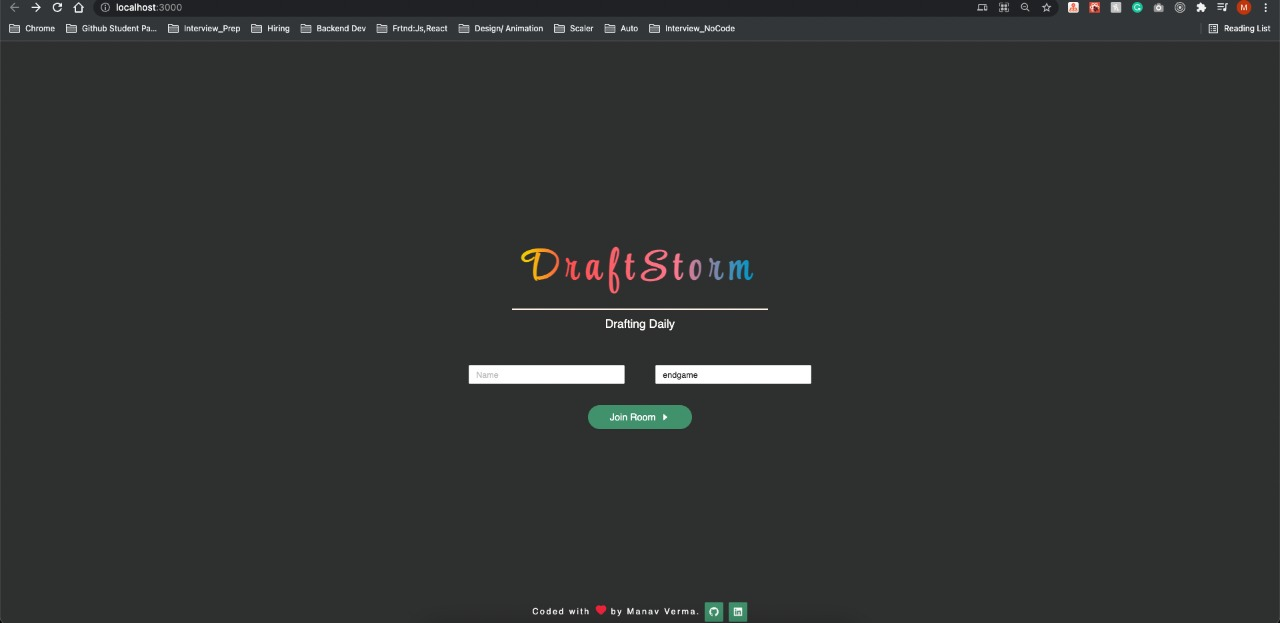 localhost:3000
M
Chrome Github Student Pa... Interview_Prep Hiring Backend Dev Frtnd:Js,React Design/ Animation Scaler Auto Interview_NoCode Reading List
DraftStorm
Drafting Daily
Name endgame
Join Room
Coded with ❤ by Manav Verma.
in